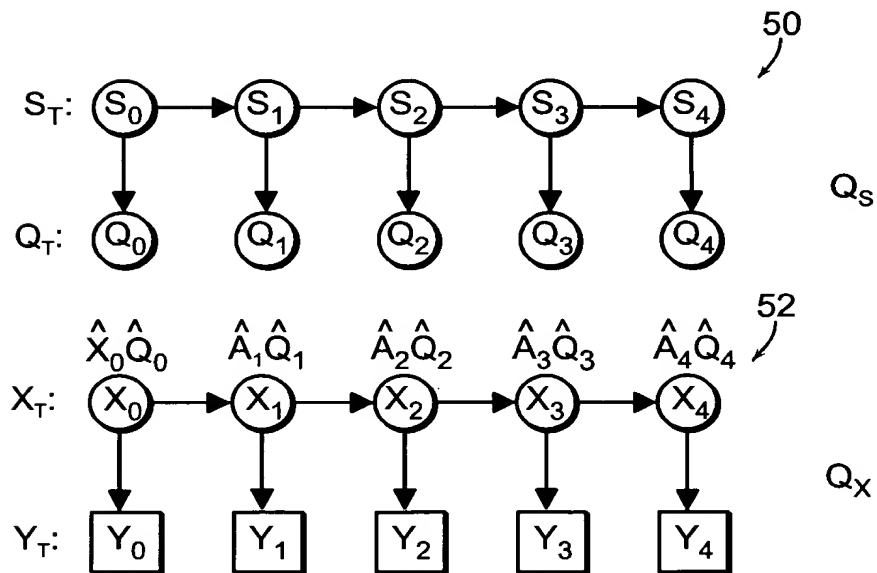 50
S_T: S_0 S_1 S_2 S_3 S_4
Q_S
Q_T: Q_0 Q_1 Q_2 Q_3 Q_4
52
X̂_0Q̂_0 Â_1Q̂_1 Â_2Q̂_2 Â_3Q̂_3 Â_4Q̂_4
X_T: X_0 X_1 X_2 X_3 X_4
Q_X
Y_T: Y_0 Y_1 Y_2 Y_3 Y_4